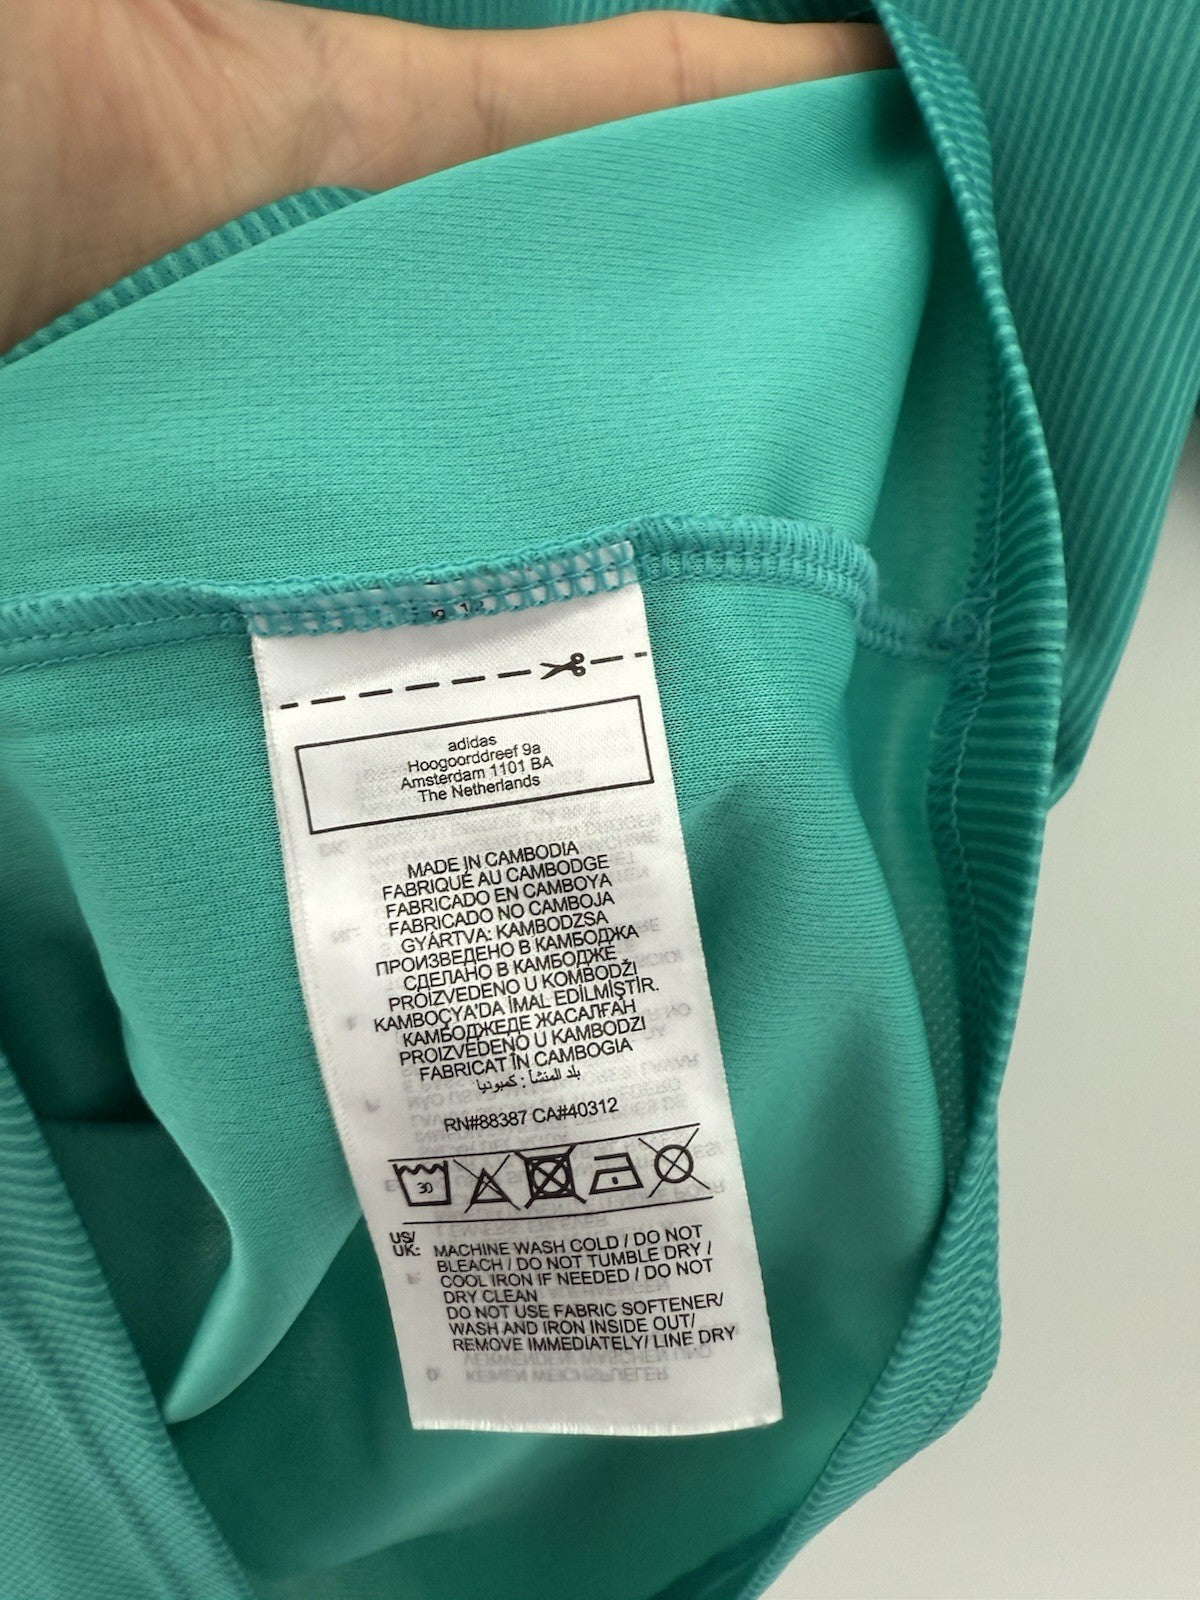 adidas
Hoogoorddreef 9a
Amsterdam 1101 BA
The Netherlands
MADE IN CAMBODIA
FABRIQUÉ AU CAMBODGE
FABRICADO EN CAMBOYA
FABRICADO NO CAMBOJA
GYÁRTVA: KAMBODZSA
ПРОИЗВЕДЕНО В КАМБОДЖА
СДЕЛАНО В КАМБОДЖЕ
PROIZVEDENO U KOMBODŽI
KAMBOÇYA'DA İMAL EDİLMİŞTİR.
КАМБОДЖЕДЕ ЖАСАЛҒАН
PROIZVEDENO U KAMBODZI
FABRICAT ÎN CAMBOGIA
بلد المنشأ: كمبوديا
RN#88387 CA#40312
30
US/
UK: MACHINE WASH COLD / DO NOT
BLEACH / DO NOT TUMBLE DRY /
COOL IRON IF NEEDED / DO NOT
DRY CLEAN
DO NOT USE FABRIC SOFTENER/
WASH AND IRON INSIDE OUT/
REMOVE IMMEDIATELY/ LINE DRY